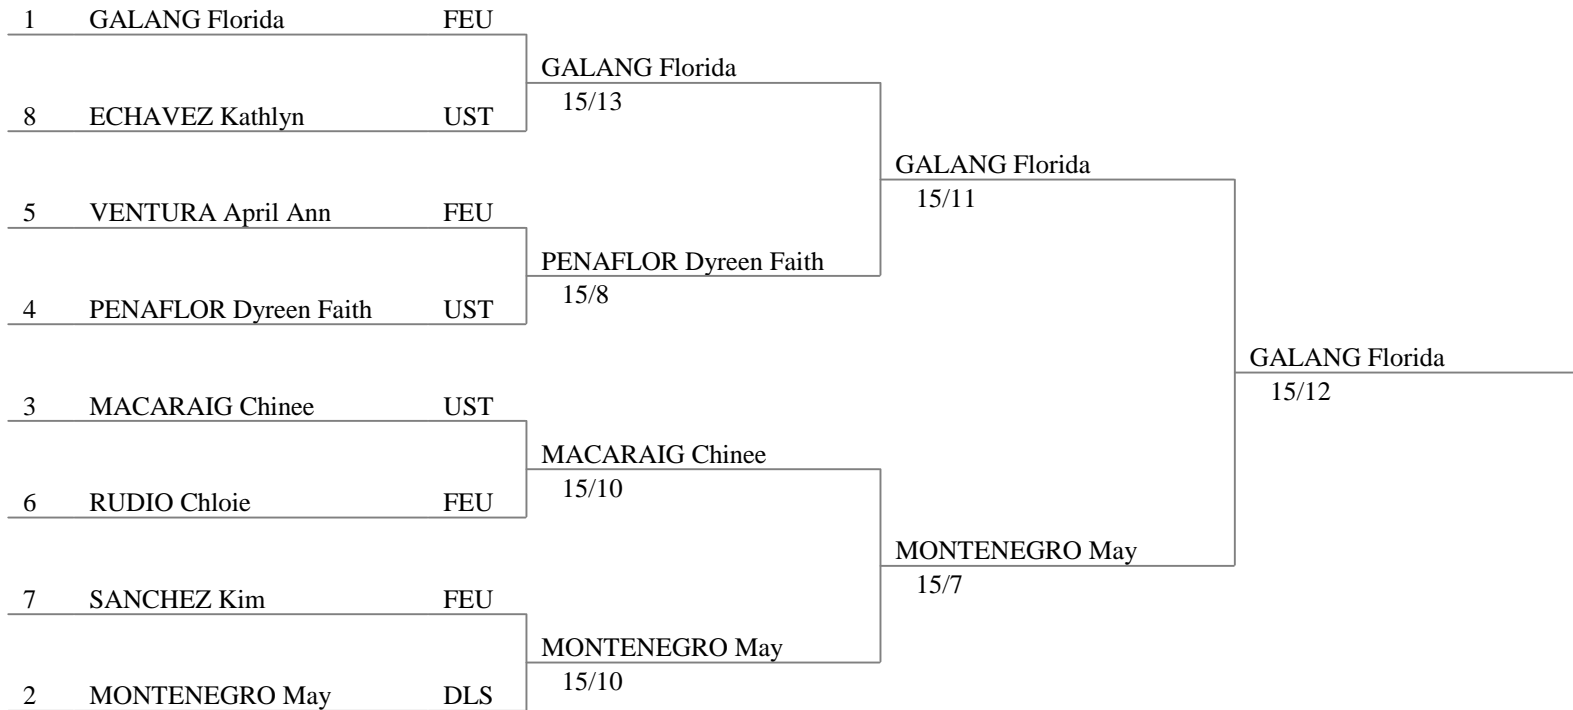 1 GALANG Florida FEU
GALANG Florida
15/13
8 ECHAVEZ Kathlyn UST
GALANG Florida
15/11
5 VENTURA April Ann FEU
PENAFLOR Dyreen Faith
15/8
4 PENAFLOR Dyreen Faith UST
GALANG Florida
15/12
3 MACARAIG Chinee UST
MACARAIG Chinee
15/10
6 RUDIO Chloie FEU
MONTENEGRO May
15/7
7 SANCHEZ Kim FEU
MONTENEGRO May
15/10
2 MONTENEGRO May DLS